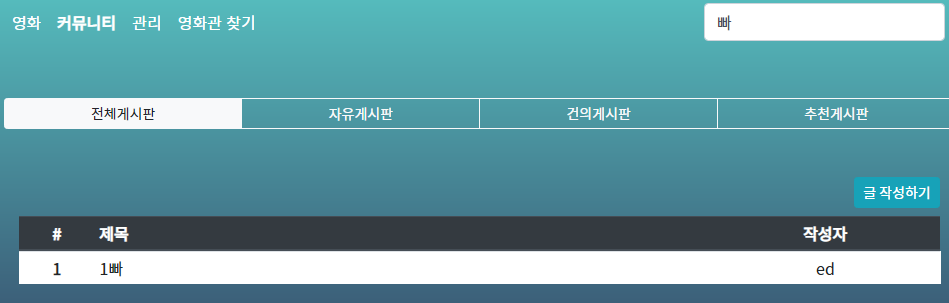 영화 커뮤니티 관리 영화관 찾기 빠
전체게시판 자유게시판 건의게시판 추천게시판
글 작성하기
# 제목 작성자
1 1빠 ed